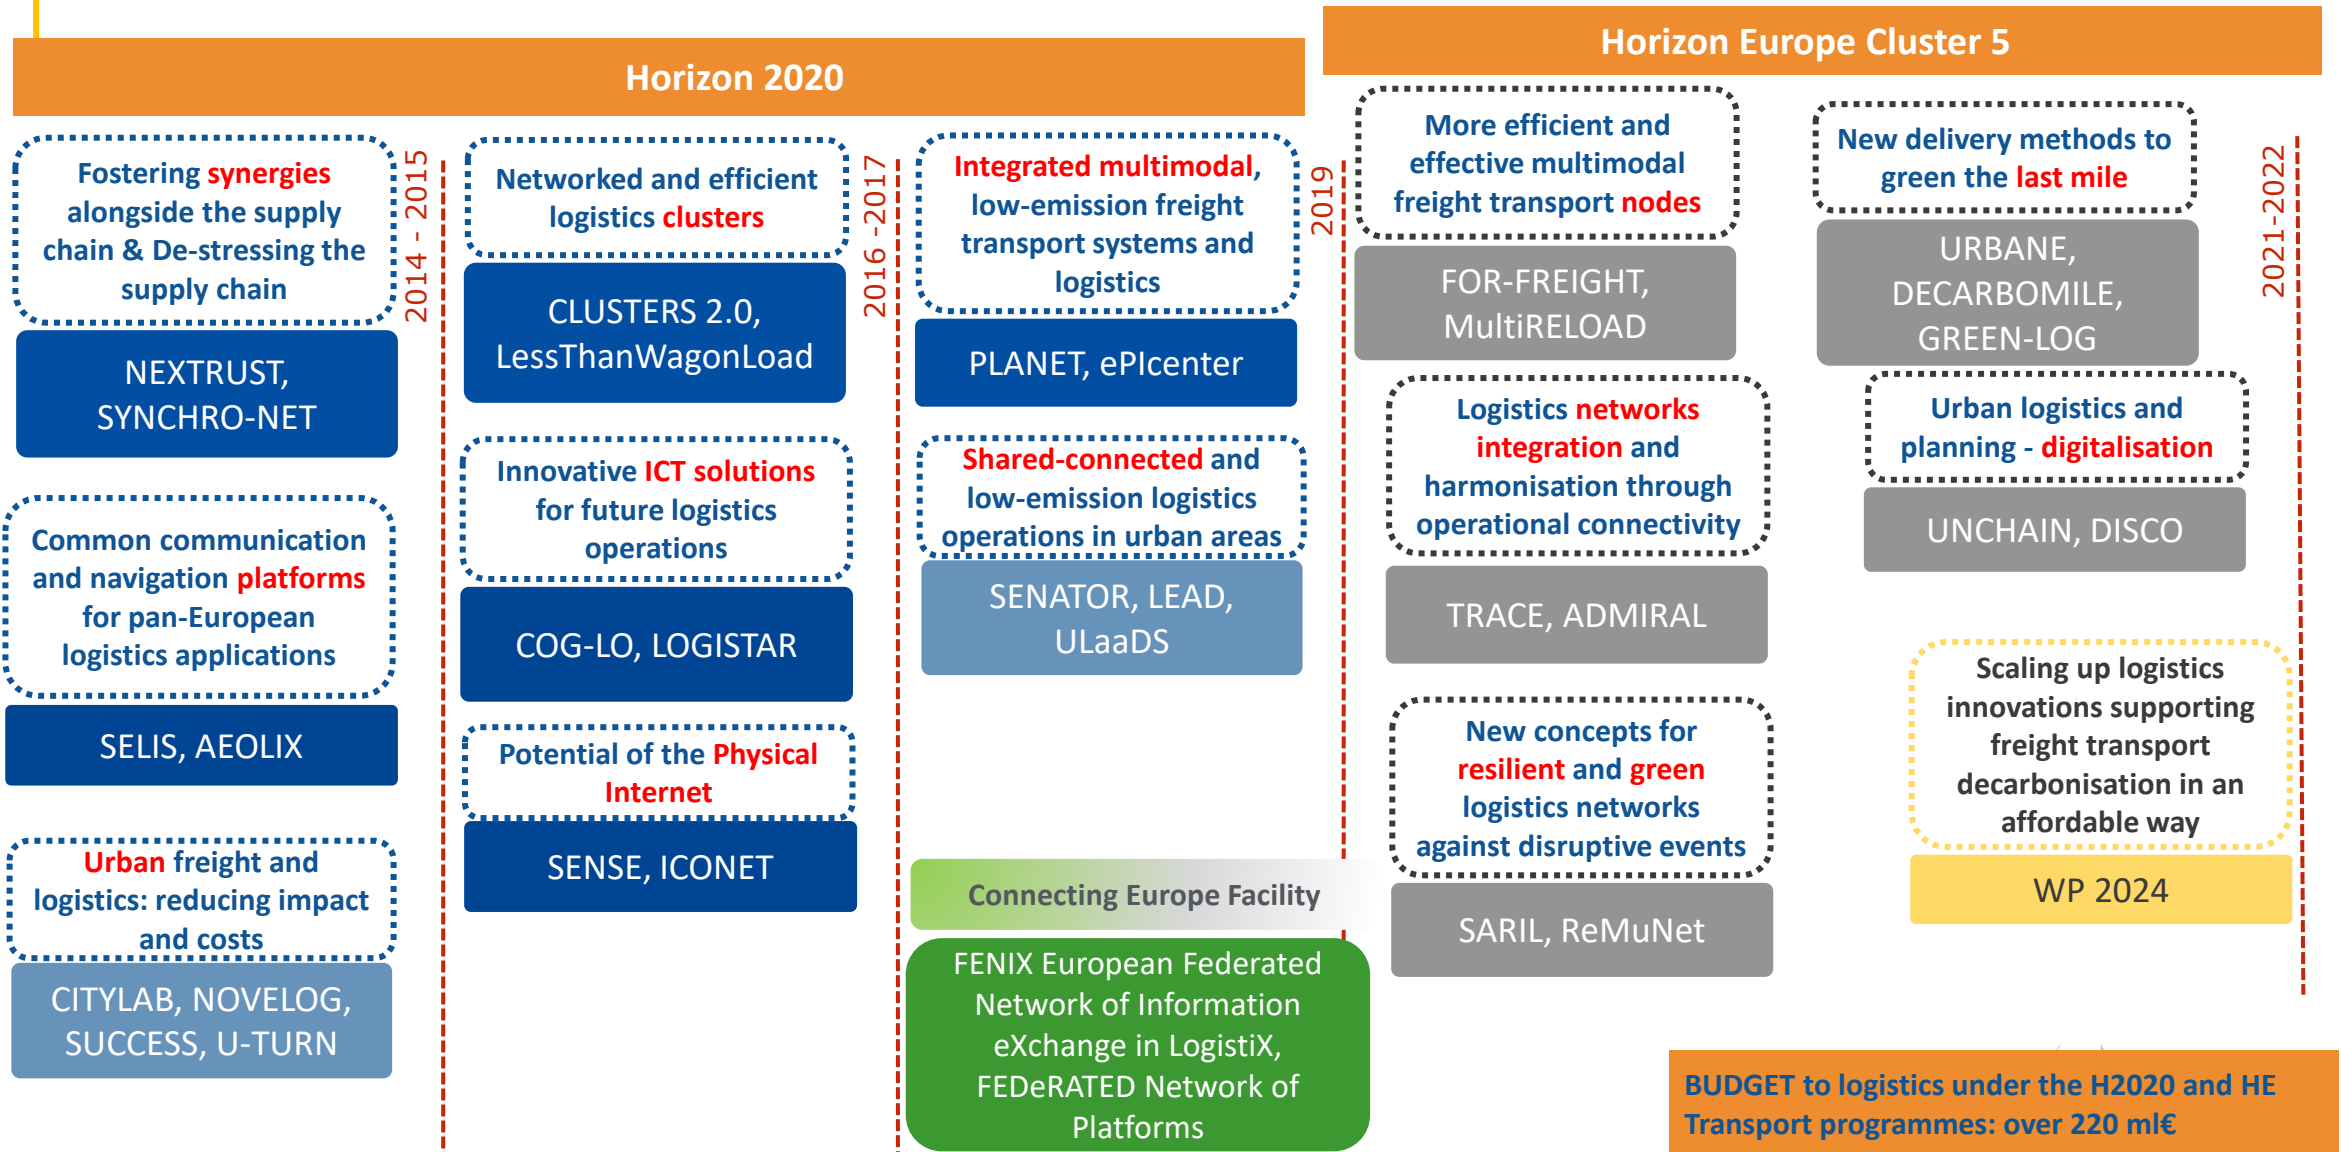 Horizon 2020
Fostering synergies
alongside the supply
chain & De-stressing the
supply chain
NEXTRUST,
SYNCHRO-NET
Common communication
and navigation platforms
for pan-European
logistics applications
SELIS, AEOLIX
Urban freight and
logistics: reducing impact
and costs
CITYLAB, NOVELOG,
SUCCESS, U-TURN
2014 - 2015
Networked and efficient
logistics clusters
CLUSTERS 2.0,
LessThanWagonLoad
Innovative ICT solutions
for future logistics
operations
COG-LO, LOGISTAR
Potential of the Physical
Internet
SENSE, ICONET
2016 -2017
Integrated multimodal,
low-emission freight
transport systems and
logistics
PLANET, ePIcenter
Shared-connected and
low-emission logistics
operations in urban areas
SENATOR, LEAD,
ULaaDS
2019
Connecting Europe Facility
FENIX European Federated
Network of Information
eXchange in LogistiX,
FEDeRATED Network of
Platforms
Horizon Europe Cluster 5
More efficient and
effective multimodal
freight transport nodes
FOR-FREIGHT,
MultiRELOAD
Logistics networks
integration and
harmonisation through
operational connectivity
TRACE, ADMIRAL
New concepts for
resilient and green
logistics networks
against disruptive events
SARIL, ReMuNet
New delivery methods to
green the last mile
URBANE,
DECARBOMILE,
GREEN-LOG
Urban logistics and
planning - digitalisation
UNCHAIN, DISCO
2021-2022
Scaling up logistics
innovations supporting
freight transport
decarbonisation in an
affordable way
WP 2024
BUDGET to logistics under the H2020 and HE
Transport programmes: over 220 ml€